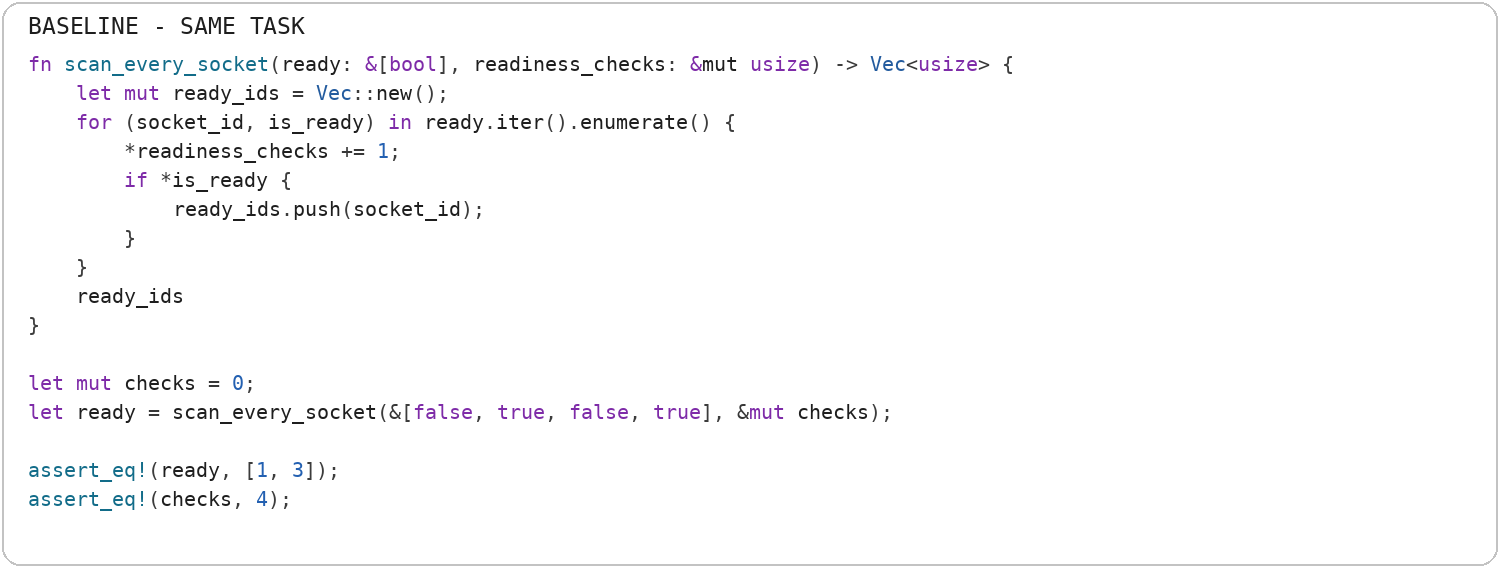 BASELINE - SAME TASK
fn scan_every_socket(ready: &[bool], readiness_checks: &mut usize) -> Vec<usize> {
    let mut ready_ids = Vec::new();
    for (socket_id, is_ready) in ready.iter().enumerate() {
        *readiness_checks += 1;
        if *is_ready {
            ready_ids.push(socket_id);
        }
    }
    ready_ids
}

let mut checks = 0;
let ready = scan_every_socket(&[false, true, false, true], &mut checks);

assert_eq!(ready, [1, 3]);
assert_eq!(checks, 4);